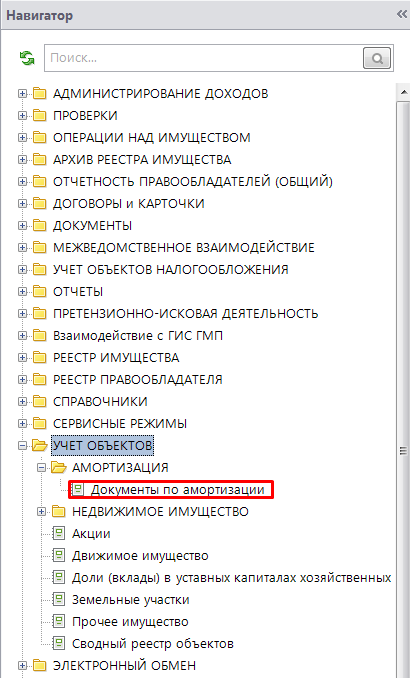 Навигатор
Поиск...
АДМИНИСТРИРОВАНИЕ ДОХОДОВ
ПРОВЕРКИ
ОПЕРАЦИИ НАД ИМУЩЕСТВОМ
АРХИВ РЕЕСТРА ИМУЩЕСТВА
ОТЧЕТНОСТЬ ПРАВООБЛАДАТЕЛЕЙ (ОБЩИЙ)
ДОГОВОРЫ и КАРТОЧКИ
ДОКУМЕНТЫ
МЕЖВЕДОМСТВЕННОЕ ВЗАИМОДЕЙСТВИЕ
УЧЕТ ОБЪЕКТОВ НАЛОГООБЛОЖЕНИЯ
ОТЧЕТЫ
ПРЕТЕНЗИОННО-ИСКОВАЯ ДЕЯТЕЛЬНОСТЬ
Взаимодействие с ГИС ГМП
РЕЕСТР ИМУЩЕСТВА
РЕЕСТР ПРАВООБЛАДАТЕЛЯ
СПРАВОЧНИКИ
СЕРВИСНЫЕ РЕЖИМЫ
УЧЕТ ОБЪЕКТОВ
АМОРТИЗАЦИЯ
Документы по амортизации
НЕДВИЖИМОЕ ИМУЩЕСТВО
Акции
Движимое имущество
Доли (вклады) в уставных капиталах хозяйственных
Земельные участки
Прочее имущество
Сводный реестр объектов
ЭЛЕКТРОННЫЙ ОБМЕН